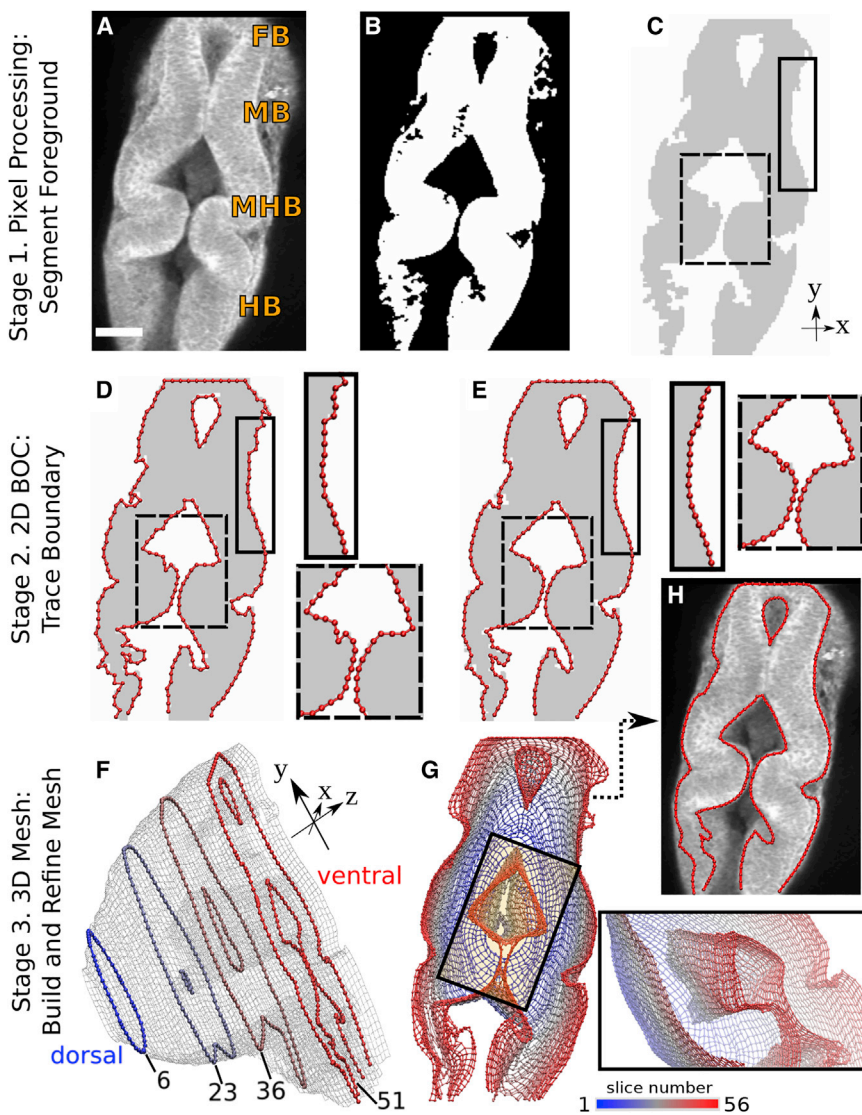 Stage 1. Pixel Processing:
Segment Foreground
A
FB
MB
MHB
HB
B
C
y
x
Stage 2. 2D BOC:
Trace Boundary
D
E
H
Stage 3. 3D Mesh:
Build and Refine Mesh
F
y
x
z
ventral
dorsal
6
23
36
51
G
slice number
1
56